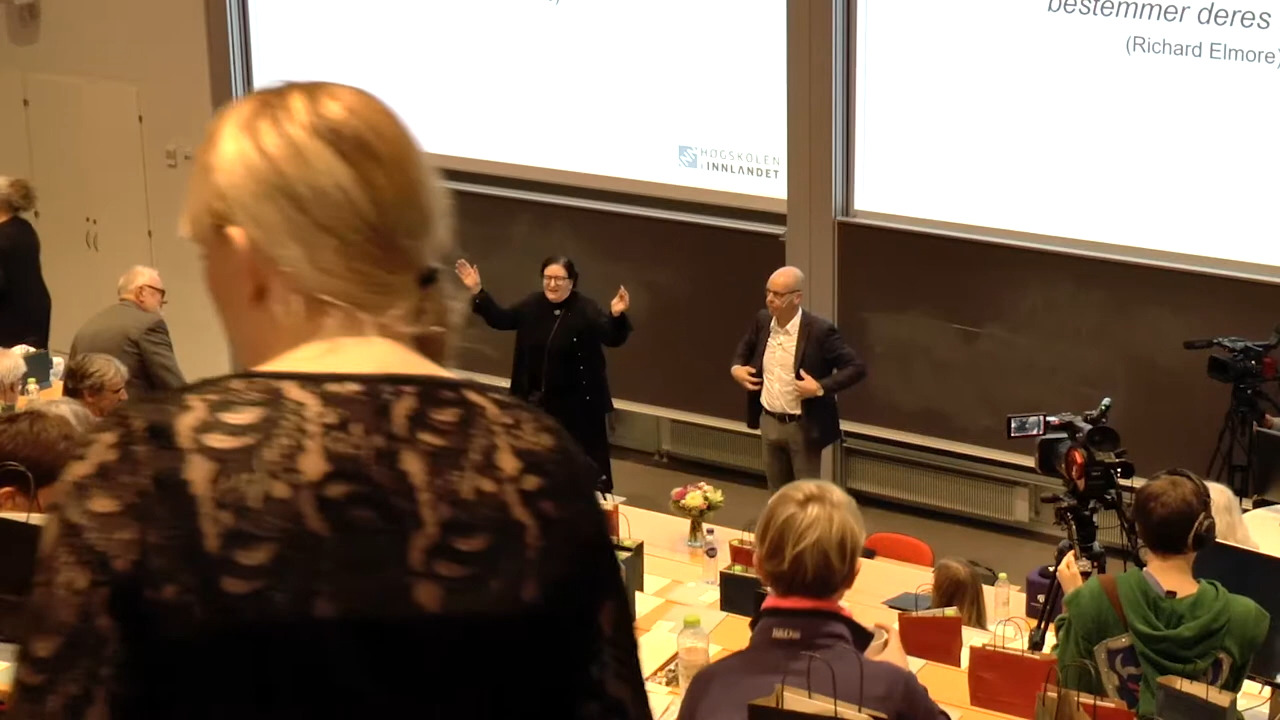 bestemmer deres
(Richard Elmore)
HØGSKOLEN
I INNLANDET